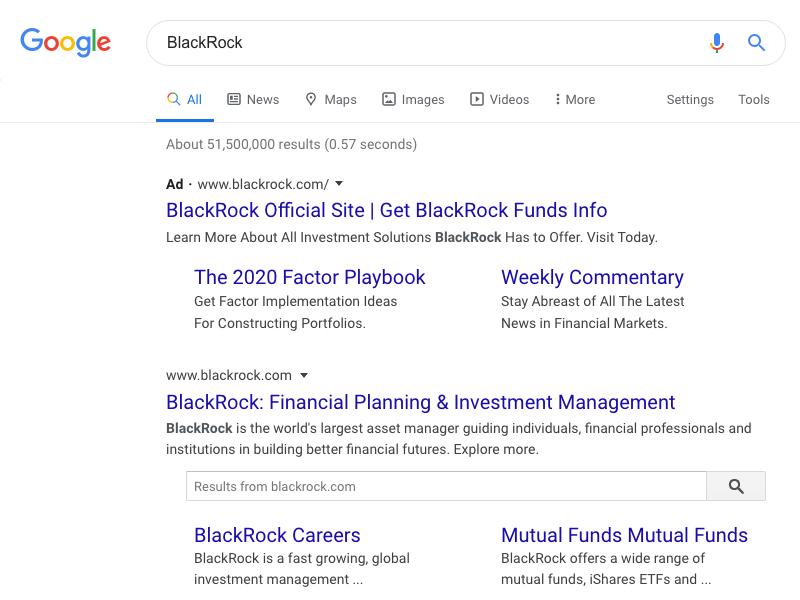 Google
BlackRock
All News Maps Images Videos More Settings Tools
About 51,500,000 results (0.57 seconds)
Ad · www.blackrock.com/
BlackRock Official Site | Get BlackRock Funds Info
Learn More About All Investment Solutions BlackRock Has to Offer. Visit Today.
The 2020 Factor Playbook
Get Factor Implementation Ideas
For Constructing Portfolios.
Weekly Commentary
Stay Abreast of All The Latest
News in Financial Markets.
www.blackrock.com
BlackRock: Financial Planning & Investment Management
BlackRock is the world's largest asset manager guiding individuals, financial professionals and
institutions in building better financial futures. Explore more.
Results from blackrock.com
BlackRock Careers
BlackRock is a fast growing, global
investment management ...
Mutual Funds Mutual Funds
BlackRock offers a wide range of
mutual funds, iShares ETFs and ...